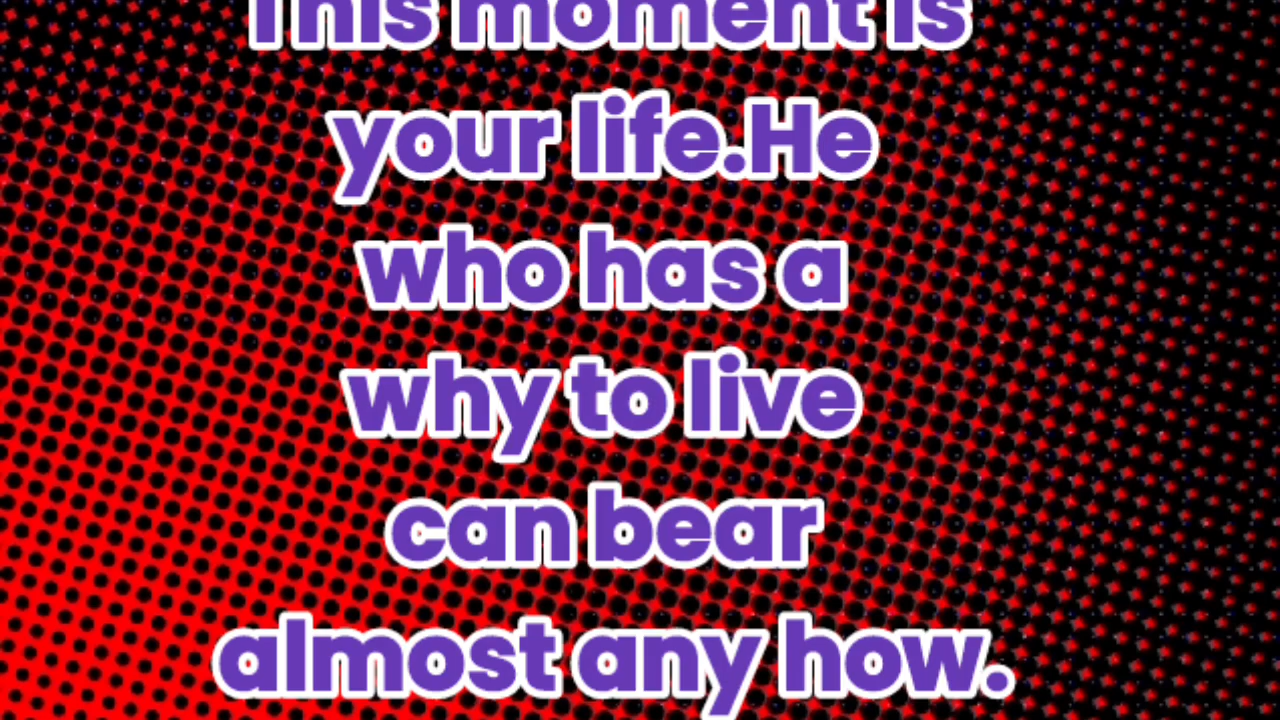 This moment is
your life.He
who has a
why to live
can bear
almost any how.